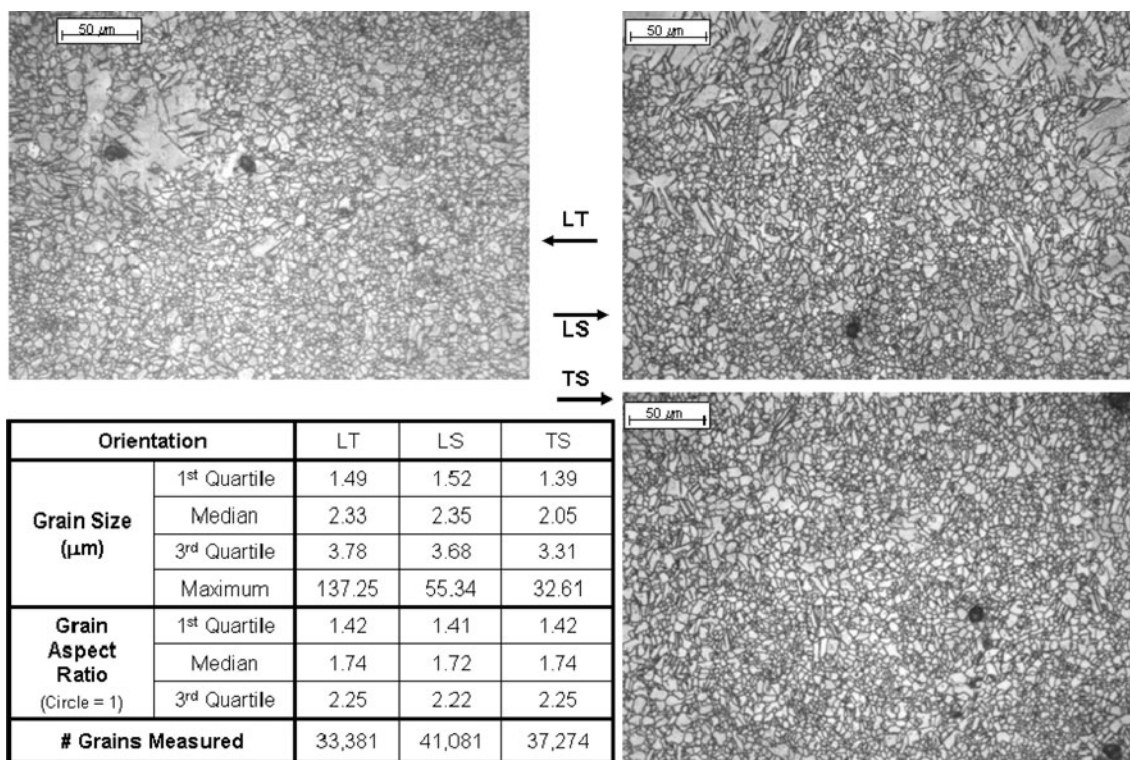 50 µm
50 µm
LT
LS
TS
50 µm
Orientation LT LS TS
Grain Size (µm) 1st Quartile 1.49 1.52 1.39
Median 2.33 2.35 2.05
3rd Quartile 3.78 3.68 3.31
Maximum 137.25 55.34 32.61
Grain Aspect Ratio (Circle = 1) 1st Quartile 1.42 1.41 1.42
Median 1.74 1.72 1.74
3rd Quartile 2.25 2.22 2.25
# Grains Measured 33,381 41,081 37,274